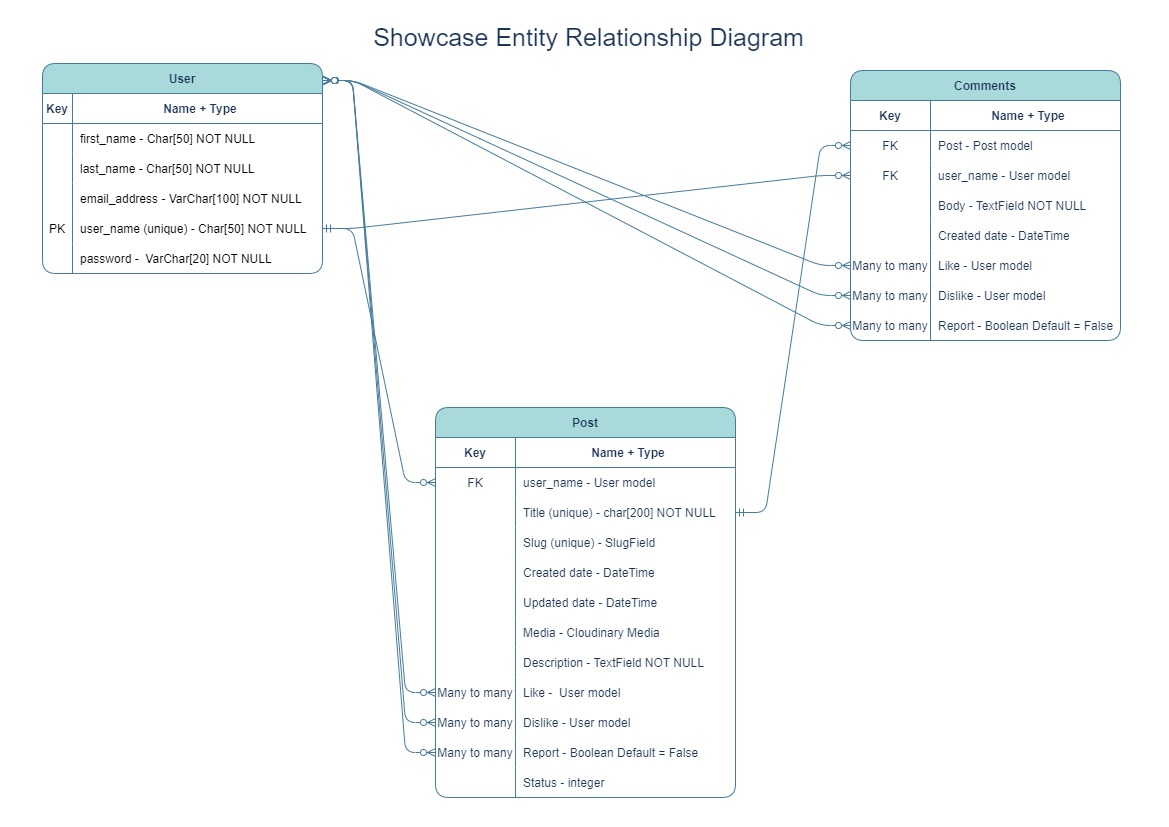 Showcase Entity Relationship Diagram
User
Key Name + Type
first_name - Char[50] NOT NULL
last_name - Char[50] NOT NULL
email_address - VarChar[100] NOT NULL
PK user_name (unique) - Char[50] NOT NULL
password - VarChar[20] NOT NULL
Comments
Key Name + Type
FK Post - Post model
FK user_name - User model
Body - TextField NOT NULL
Created date - DateTime
Many to many Like - User model
Many to many Dislike - User model
Many to many Report - Boolean Default = False
Post
Key Name + Type
FK user_name - User model
Title (unique) - char[200] NOT NULL
Slug (unique) - SlugField
Created date - DateTime
Updated date - DateTime
Media - Cloudinary Media
Description - TextField NOT NULL
Many to many Like - User model
Many to many Dislike - User model
Many to many Report - Boolean Default = False
Status - integer